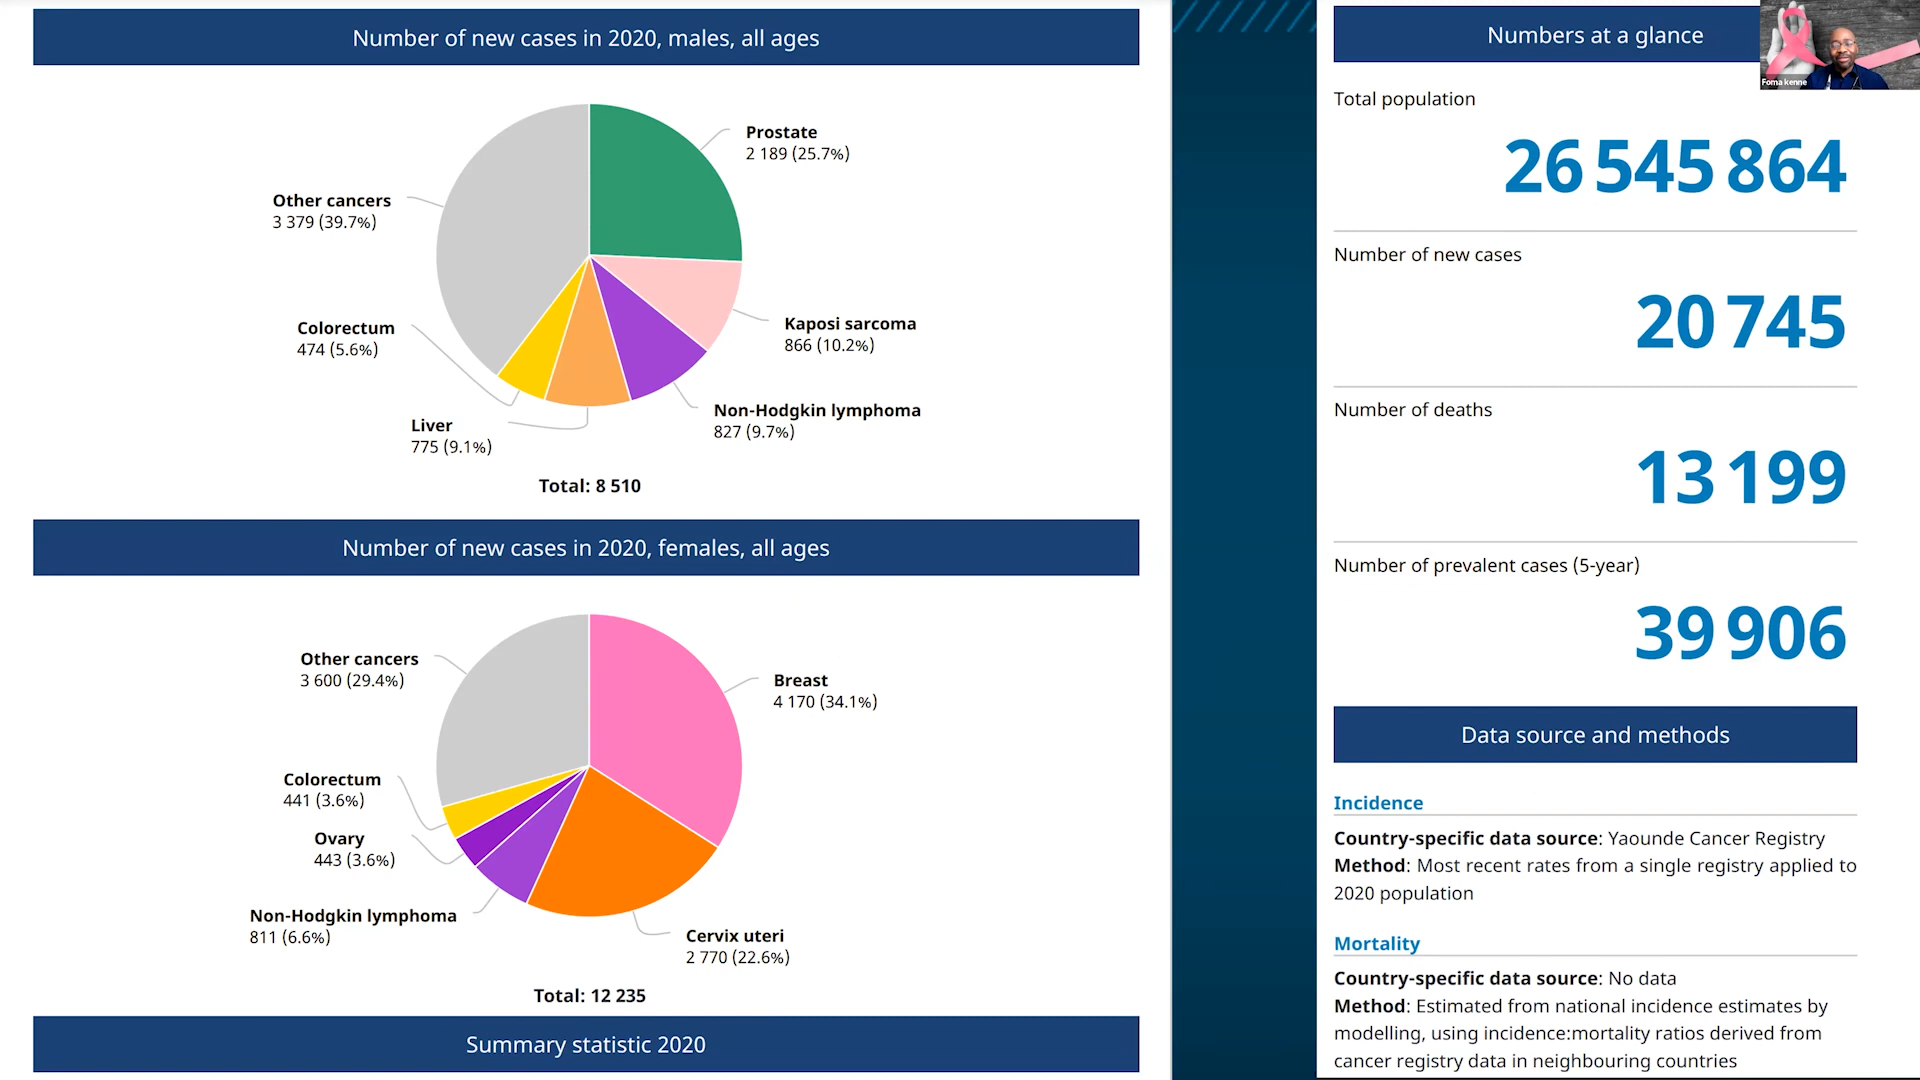 Number of new cases in 2020, males, all ages
Prostate
2 189 (25.7%)
Other cancers
3 379 (39.7%)
Kaposi sarcoma
866 (10.2%)
Colorectum
474 (5.6%)
Non-Hodgkin lymphoma
827 (9.7%)
Liver
775 (9.1%)
Total: 8 510
Number of new cases in 2020, females, all ages
Other cancers
3 600 (29.4%)
Breast
4 170 (34.1%)
Colorectum
441 (3.6%)
Ovary
443 (3.6%)
Non-Hodgkin lymphoma
811 (6.6%)
Cervix uteri
2 770 (22.6%)
Total: 12 235
Summary statistic 2020
Numbers at a glance
Foma kenne
Total population
26 545 864
Number of new cases
20 745
Number of deaths
13 199
Number of prevalent cases (5-year)
39 906
Data source and methods
Incidence
Country-specific data source: Yaounde Cancer Registry
Method: Most recent rates from a single registry applied to
2020 population
Mortality
Country-specific data source: No data
Method: Estimated from national incidence estimates by
modelling, using incidence:mortality ratios derived from
cancer registry data in neighbouring countries